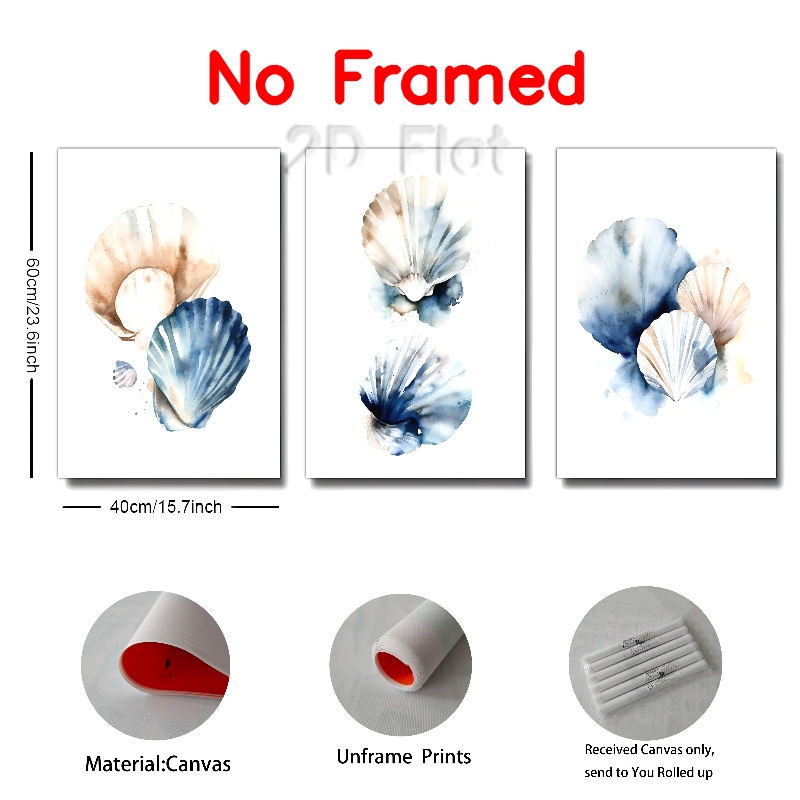 No Framed
2D Flat
60cm/23.6inch
40cm/15.7inch
Material:Canvas
Unframe Prints
Received Canvas only,
send to You Rolled up